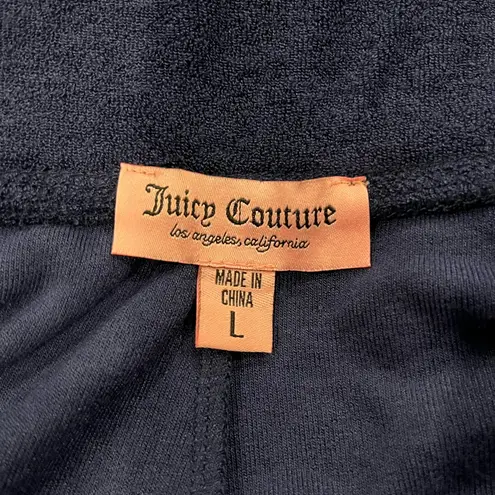 Juicy Couture
los angeles, california
MADE IN
CHINA
L